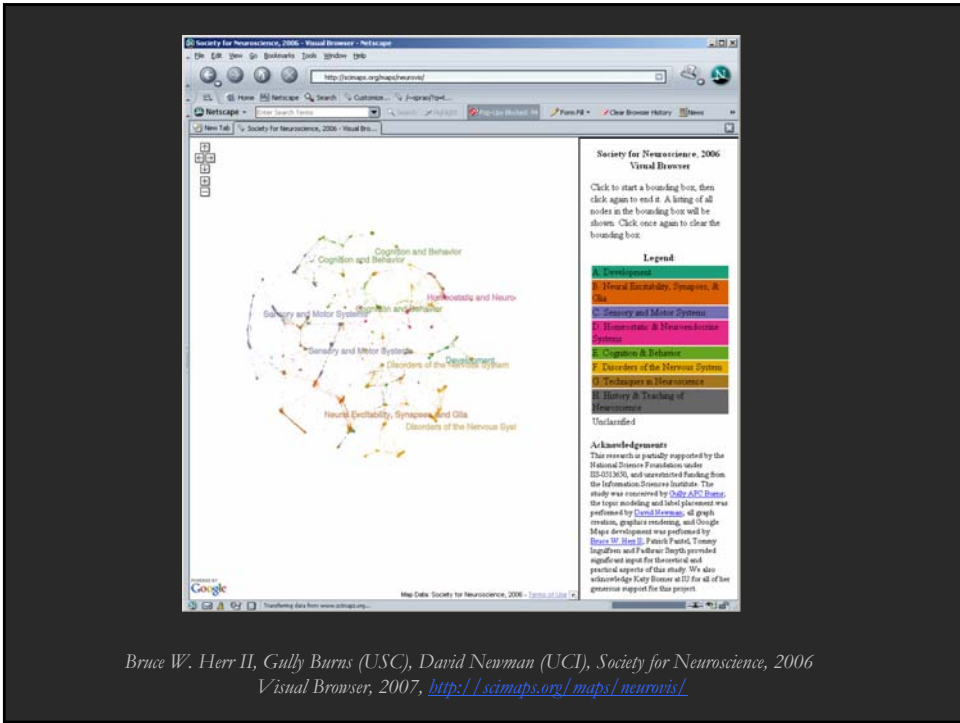 Society for Neuroscience, 2006 - Visual Browser - Netscape
File Edit View Go Bookmarks Tools Window Help
http://scimaps.org/maps/neurovis/
Home Netscape Search Customize...
Netscape Enter Search Terms Search Highlight Pop-Ups Blocked Form Fill Clear Browser History News
New Tab Society for Neuroscience, 2006 - Visual Bro...
Cognition and Behavior
Cognition and Behavior
Homeostatic and Neuro
Cognition and Behavior
Sensory and Motor Systems
Sensory and Motor Systems
Development
Disorders of the Nervous System
Neural Excitability, Synapses, and Glia
Disorders of the Nervous Syst
Society for Neuroscience, 2006
Visual Browser
Click to start a bounding box, then
click again to end it. A listing of all
nodes in the bounding box will be
shown. Click once again to clear the
bounding box.
Legend
A. Development
B. Neural Excitability, Synapses, &
Glia
C. Sensory and Motor Systems
D. Homeostatic & Neuroendocrine
Systems
E. Cognition & Behavior
F. Disorders of the Nervous System
G. Techniques in Neuroscience
H. History & Teaching of
Neuroscience
Unclassified
Acknowledgements
This research is partially supported by the
National Science Foundation under
IIS-0513650, and unrestricted funding from
the Information Sciences Institute. The
study was conceived by Gully APC Burns;
the topic modeling and label placement was
performed by David Newman; all graph
creation, graphics rendering, and Google
Maps development was performed by
Bruce W. Herr II; Patrick Pantel, Tommy
Ingulfsen and Padhraic Smyth provided
significant input for theoretical and
practical aspects of this study. We also
acknowledge Katy Borner at IU for all of her
generous support for this project.
POWERED BY
Google
Map Data: Society for Neuroscience, 2006 - Terms of Use
Transferring data from www.scimaps.org...
Bruce W. Herr II, Gully Burns (USC), David Newman (UCI), Society for Neuroscience, 2006
Visual Browser, 2007, http://scimaps.org/maps/neurovis/